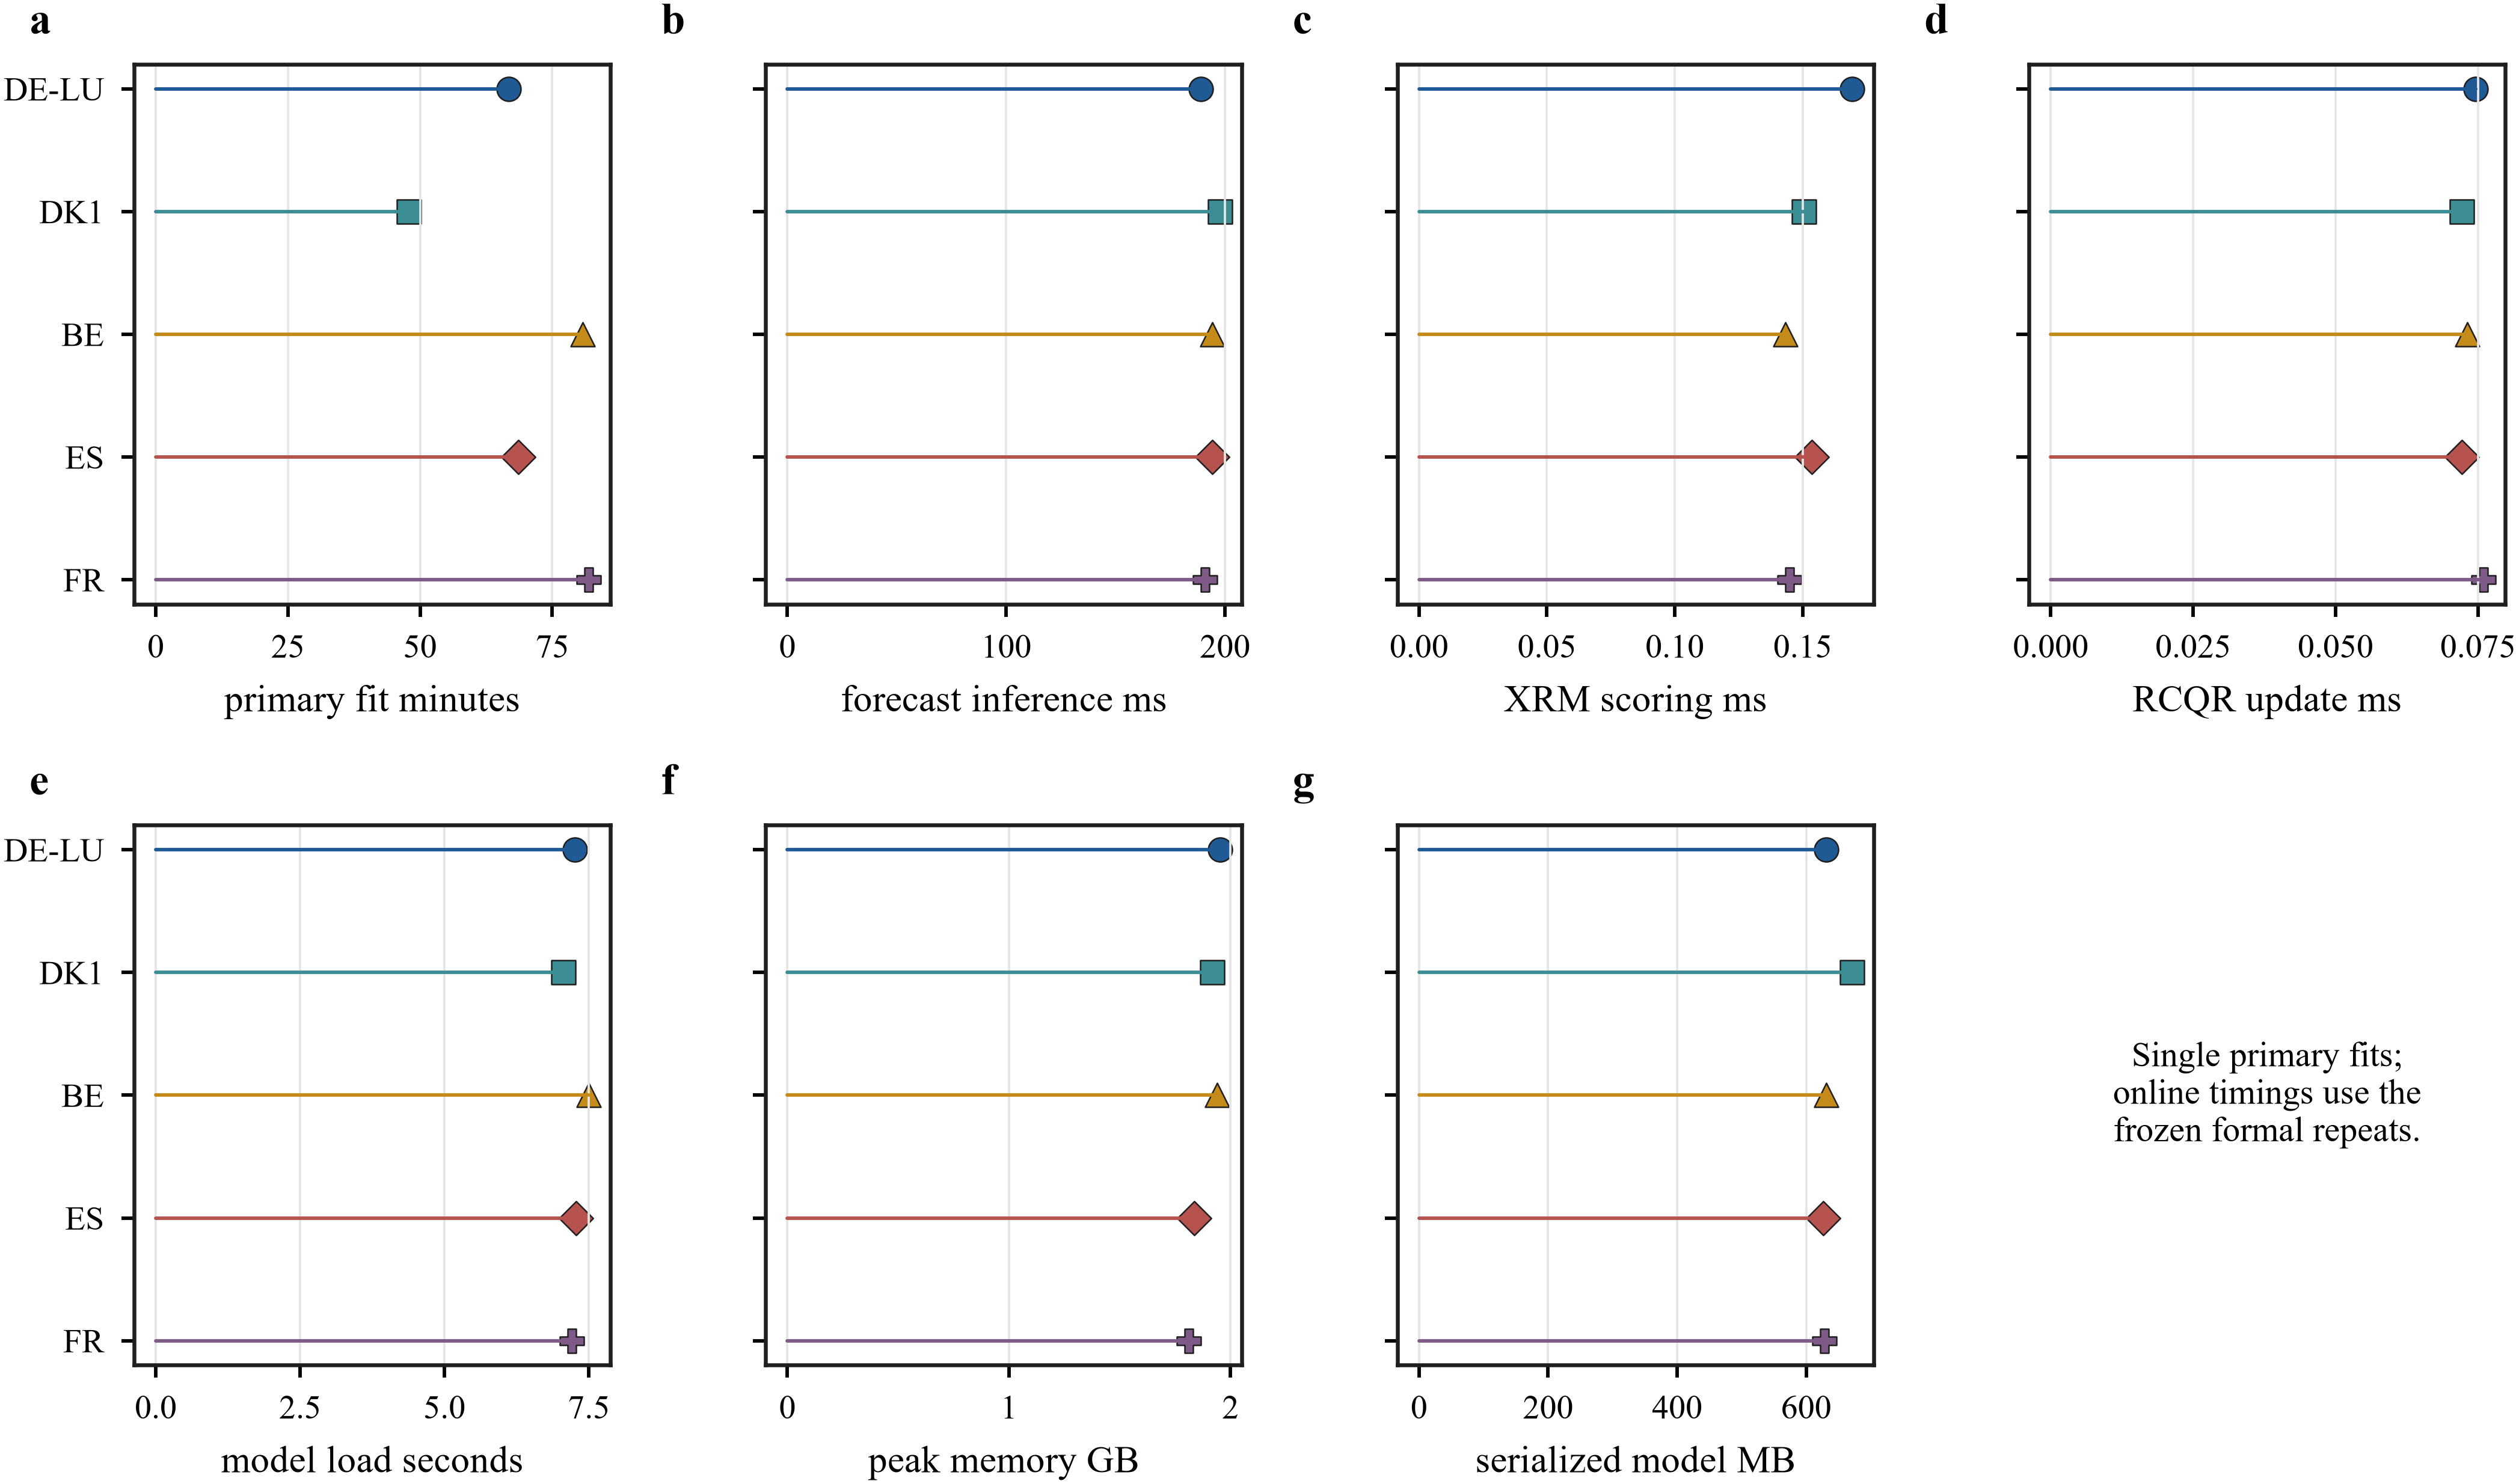 a
DE-LU
DK1
BE
ES
FR
0 25 50 75
primary fit minutes
b
0 100 200
forecast inference ms
c
0.00 0.05 0.10 0.15
XRM scoring ms
d
0.000 0.025 0.050 0.075
RCQR update ms
e
DE-LU
DK1
BE
ES
FR
0.0 2.5 5.0 7.5
model load seconds
f
0 1 2
peak memory GB
g
0 200 400 600
serialized model MB
Single primary fits;
online timings use the
frozen formal repeats.